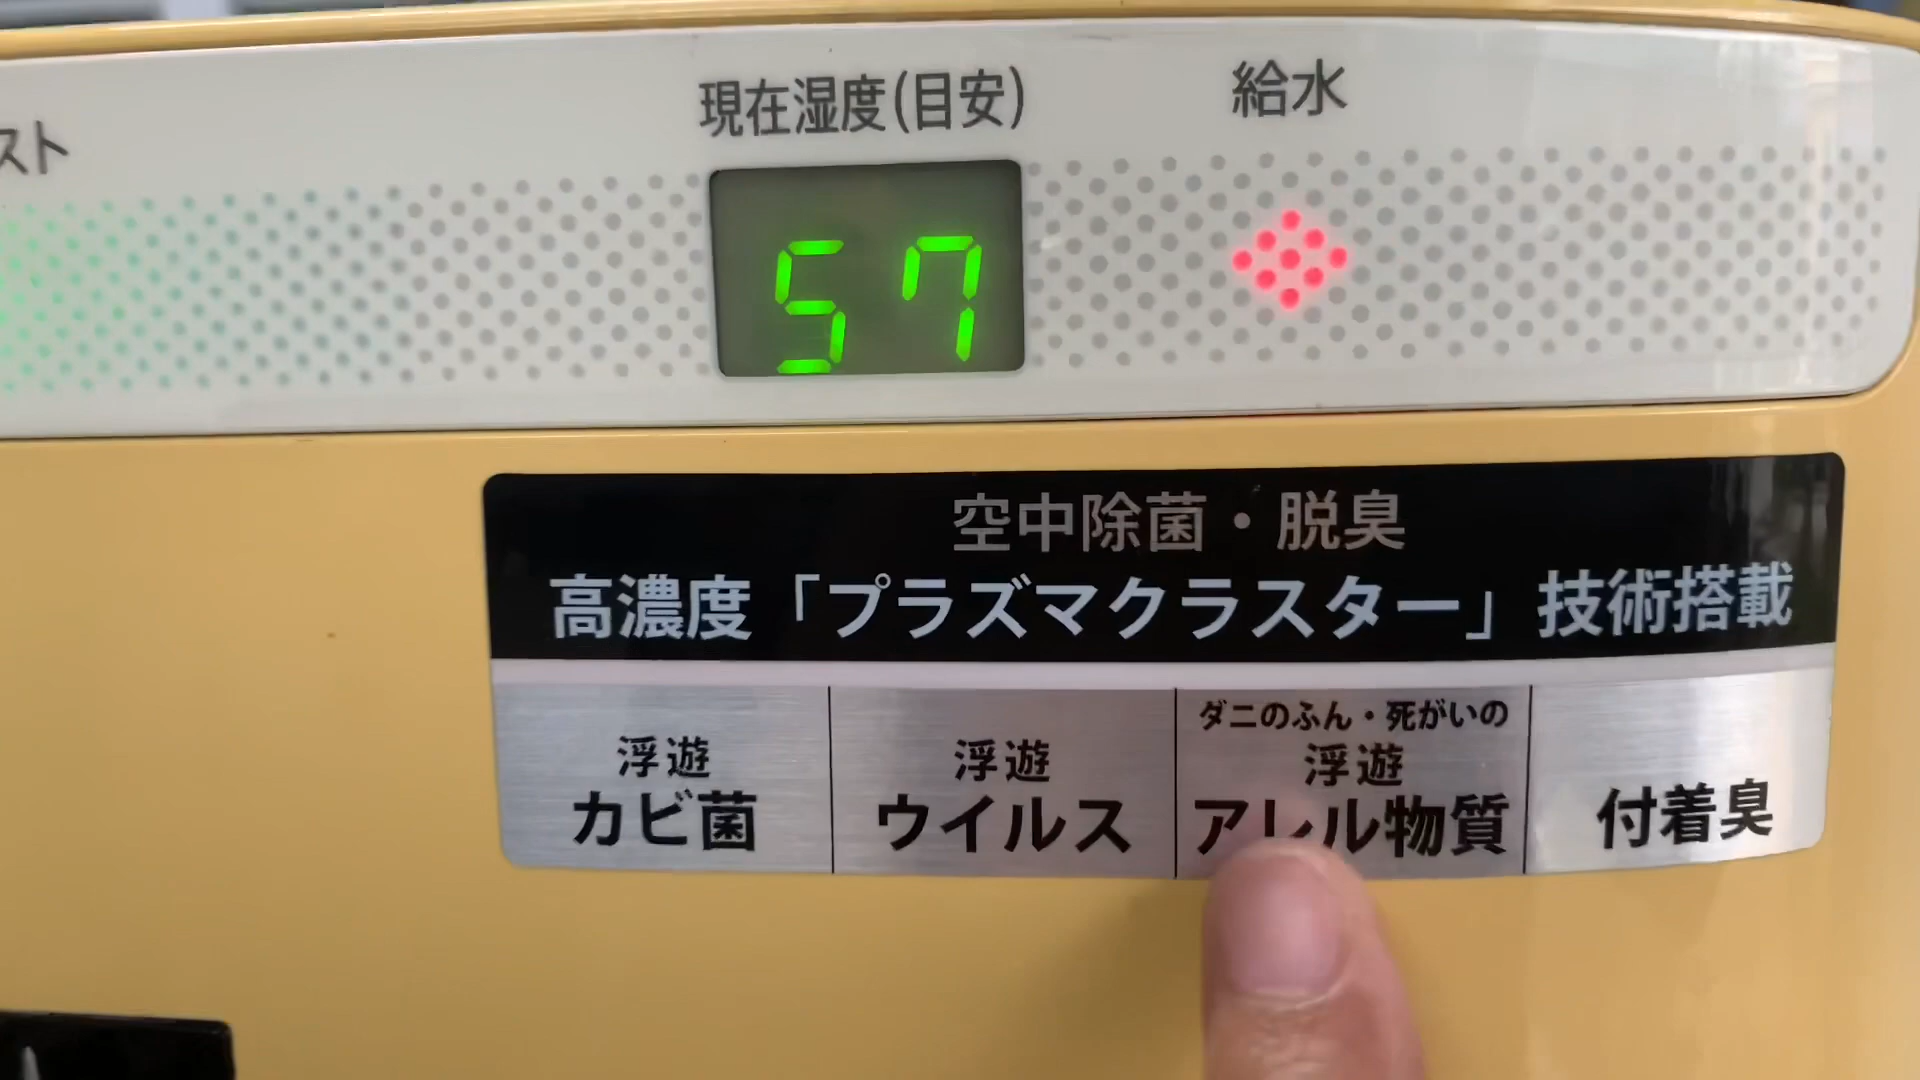 スト
現在湿度(目安)
給水
57
空中除菌・脱臭
高濃度「プラズマクラスター」技術搭載
浮遊
カビ菌
浮遊
ウイルス
ダニのふん・死がいの
浮遊
アレル物質
付着臭